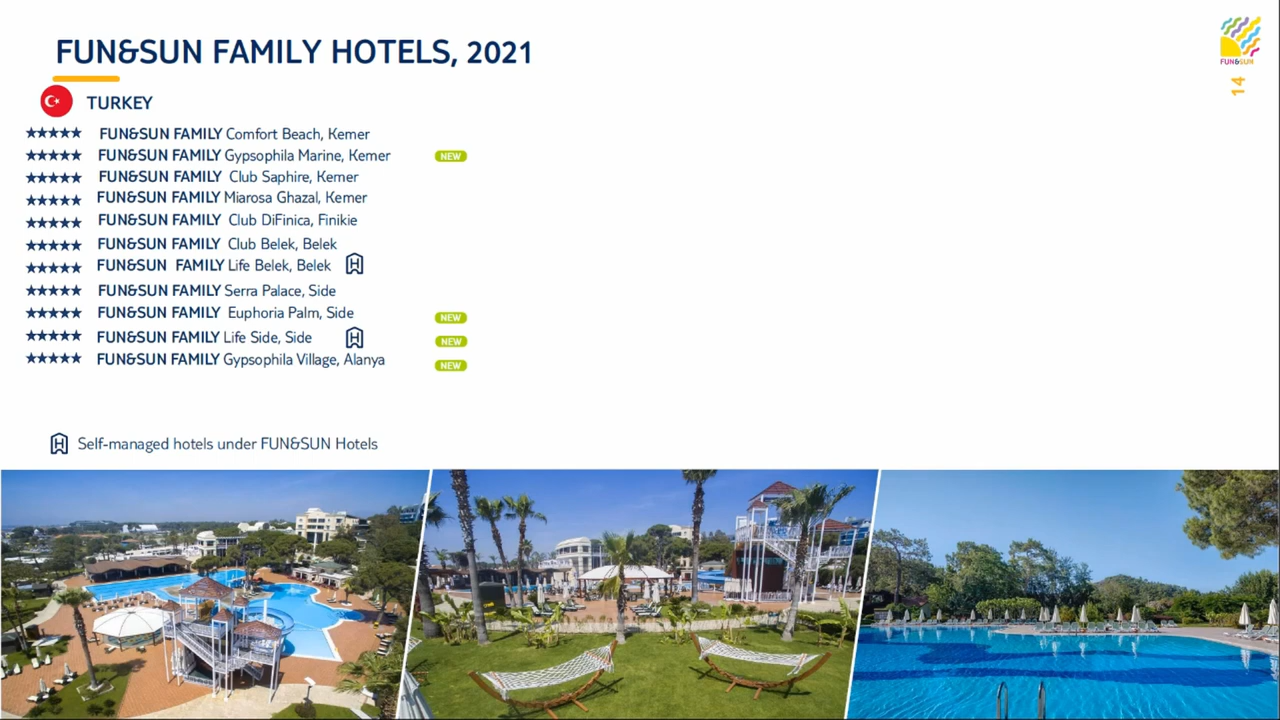 FUN&SUN FAMILY HOTELS, 2021
FUN&SUN
14
TURKEY
★★★★★ FUN&SUN FAMILY Comfort Beach, Kemer
★★★★★ FUN&SUN FAMILY Gypsophila Marine, Kemer NEW
★★★★★ FUN&SUN FAMILY Club Saphire, Kemer
★★★★★ FUN&SUN FAMILY Miarosa Ghazal, Kemer
★★★★★ FUN&SUN FAMILY Club DiFinica, Finikie
★★★★★ FUN&SUN FAMILY Club Belek, Belek
★★★★★ FUN&SUN FAMILY Life Belek, Belek H
★★★★★ FUN&SUN FAMILY Serra Palace, Side
★★★★★ FUN&SUN FAMILY Euphoria Palm, Side NEW
★★★★★ FUN&SUN FAMILY Life Side, Side H NEW
★★★★★ FUN&SUN FAMILY Gypsophila Village, Alanya NEW
H Self-managed hotels under FUN&SUN Hotels